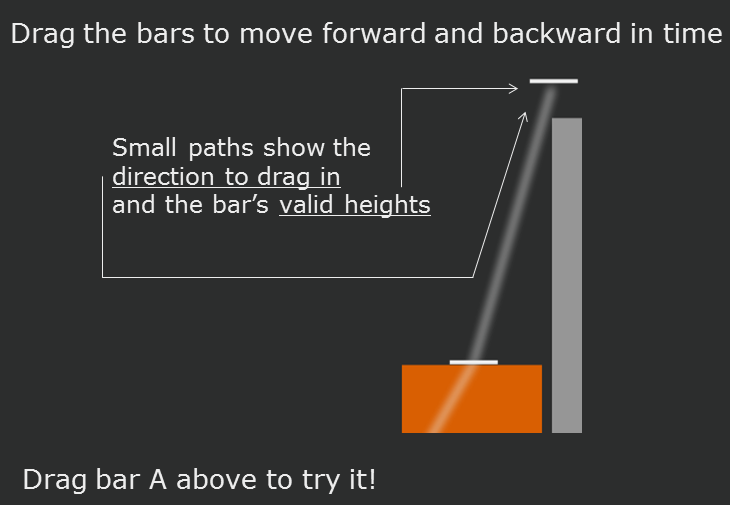 Drag the bars to move forward and backward in time
Small paths show the
direction to drag in
and the bar’s valid heights
Drag bar A above to try it!